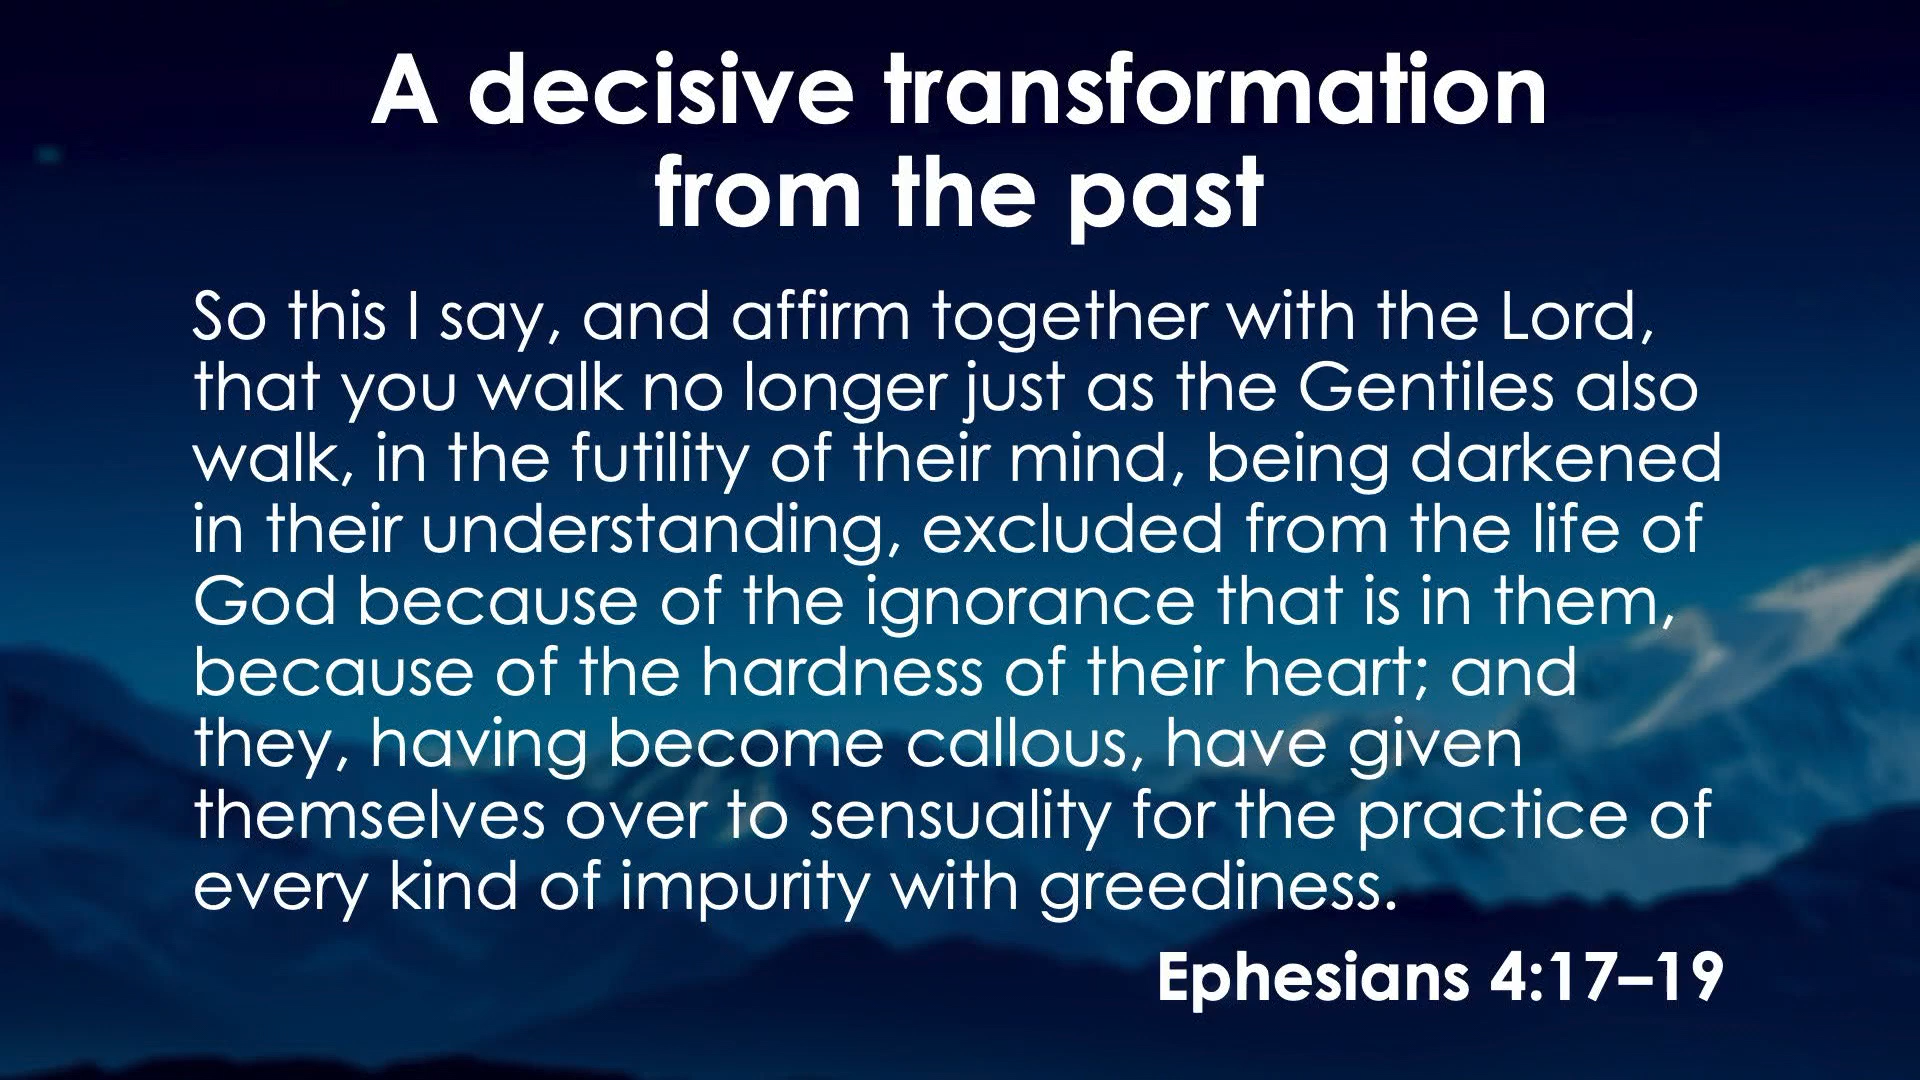 A decisive transformation
from the past
So this I say, and affirm together with the Lord,
that you walk no longer just as the Gentiles also
walk, in the futility of their mind, being darkened
in their understanding, excluded from the life of
God because of the ignorance that is in them,
because of the hardness of their heart; and
they, having become callous, have given
themselves over to sensuality for the practice of
every kind of impurity with greediness.
Ephesians 4:17–19